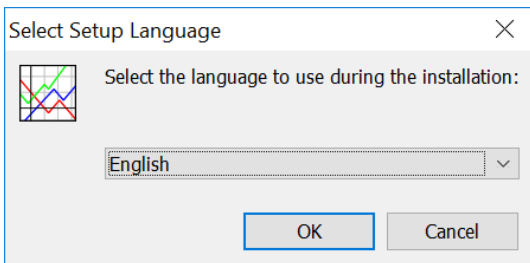 Select Setup Language
Select the language to use during the installation:
English
OK
Cancel